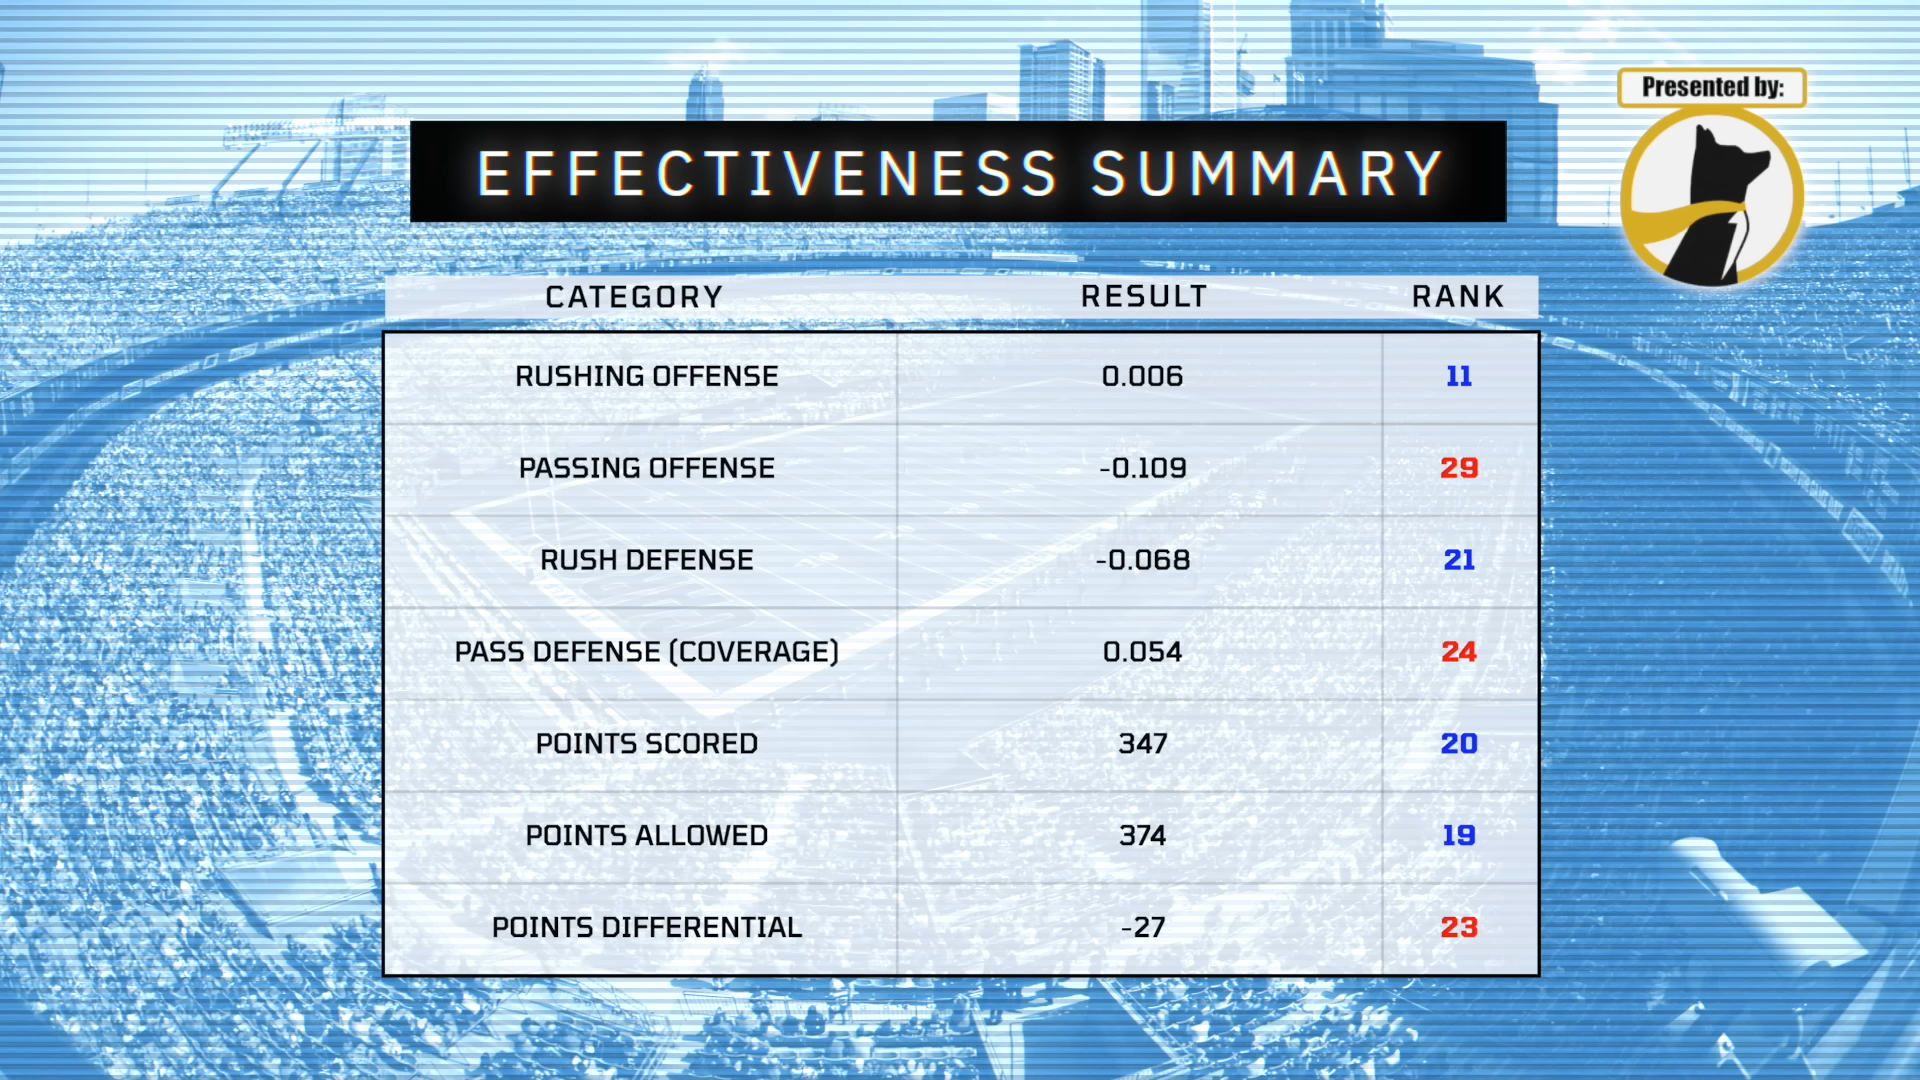 Presented by:
EFFECTIVENESS SUMMARY
CATEGORY RESULT RANK
RUSHING OFFENSE 0.006 11
PASSING OFFENSE -0.109 29
RUSH DEFENSE -0.068 21
PASS DEFENSE (COVERAGE) 0.054 24
POINTS SCORED 347 20
POINTS ALLOWED 374 19
POINTS DIFFERENTIAL -27 23